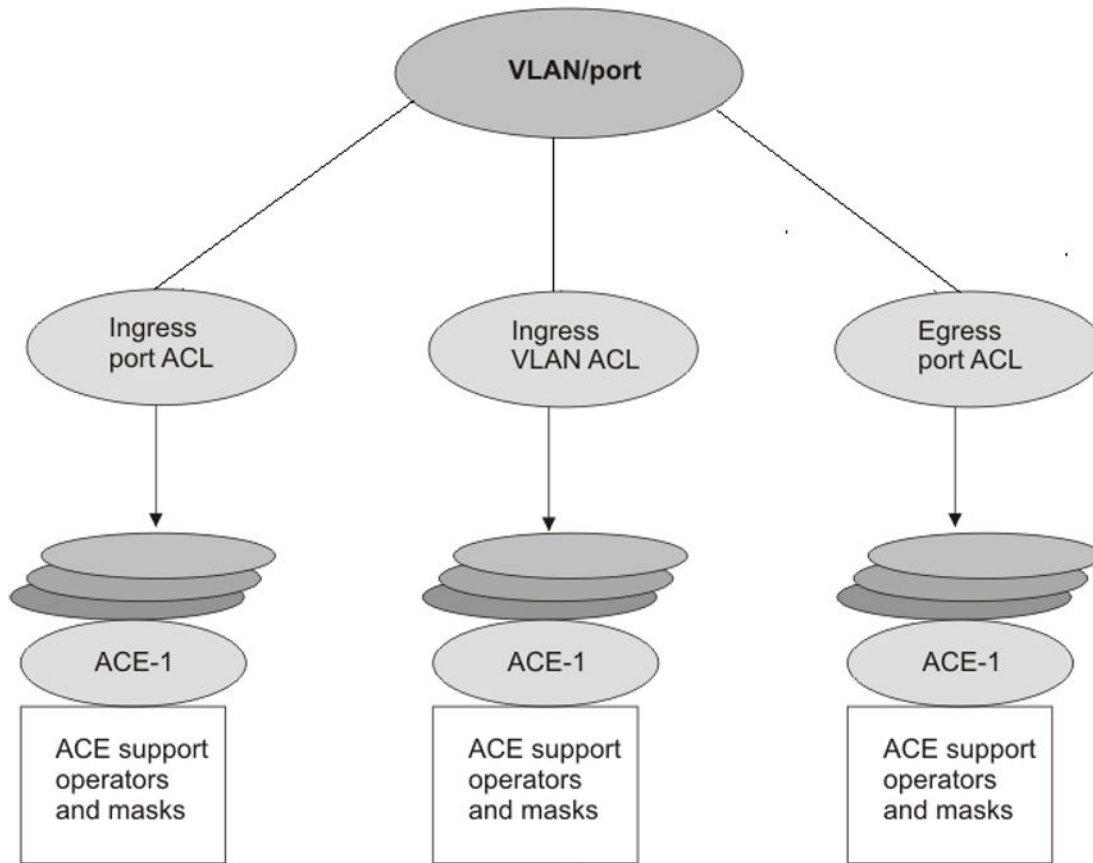 VLAN/port
Ingress
port ACL
Ingress
VLAN ACL
Egress
port ACL
ACE-1
ACE-1
ACE-1
ACE support
operators
and masks
ACE support
operators
and masks
ACE support
operators
and masks